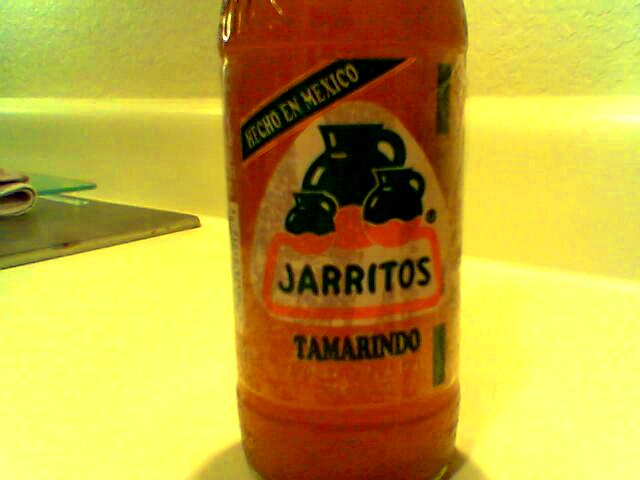 HECHO EN MEXICO
®
JARRITOS
TAMARINDO